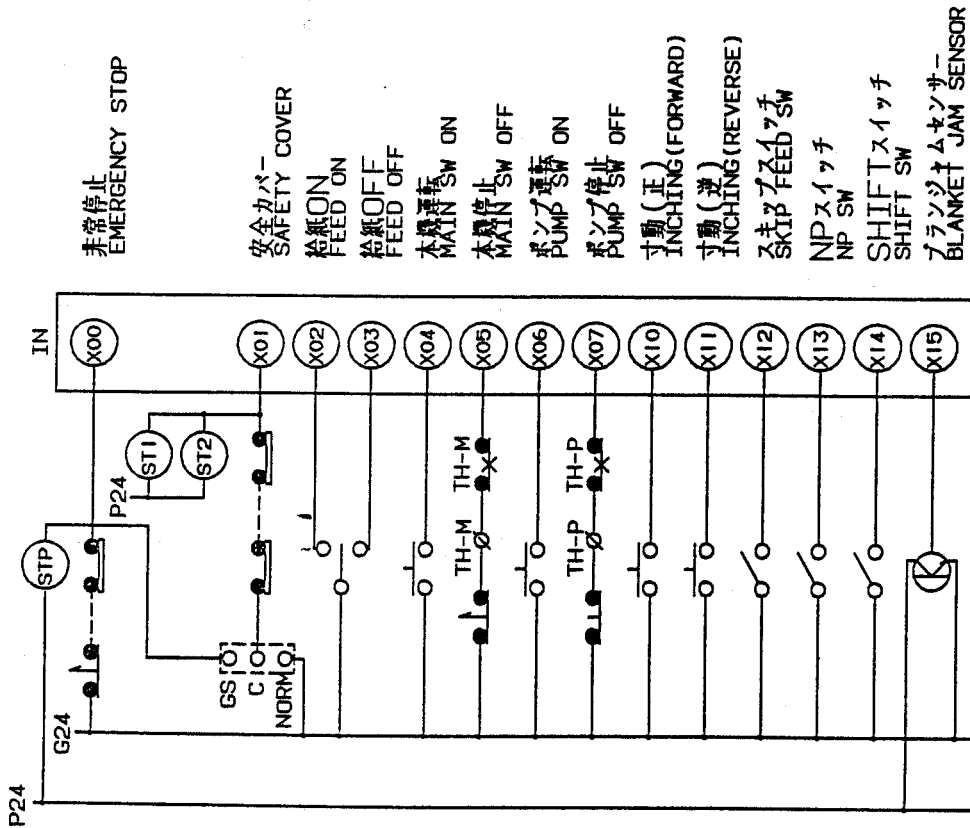 IN
P24
G24
STP
P24
ST1
ST2
GS
C
NORM
X00
非常停止
EMERGENCY STOP
X01
安全カバー
SAFETY COVER
X02
給紙ON
FEED ON
X03
給紙OFF
FEED OFF
X04
本機運転
MAIN SW ON
TH-M
TH-M
X05
本機停止
MAIN SW OFF
X06
ポンプ運転
PUMP SW ON
TH-P
TH-P
X07
ポンプ停止
PUMP SW OFF
X10
寸動(正)
INCHING(FORWARD)
X11
寸動(逆)
INCHING(REVERSE)
X12
スキップスイッチ
SKIP FEED SW
X13
NPスイッチ
NP SW
X14
SHIFTスイッチ
SHIFT SW
X15
ブランジャムセンサー
BLANKET JAM SENSOR